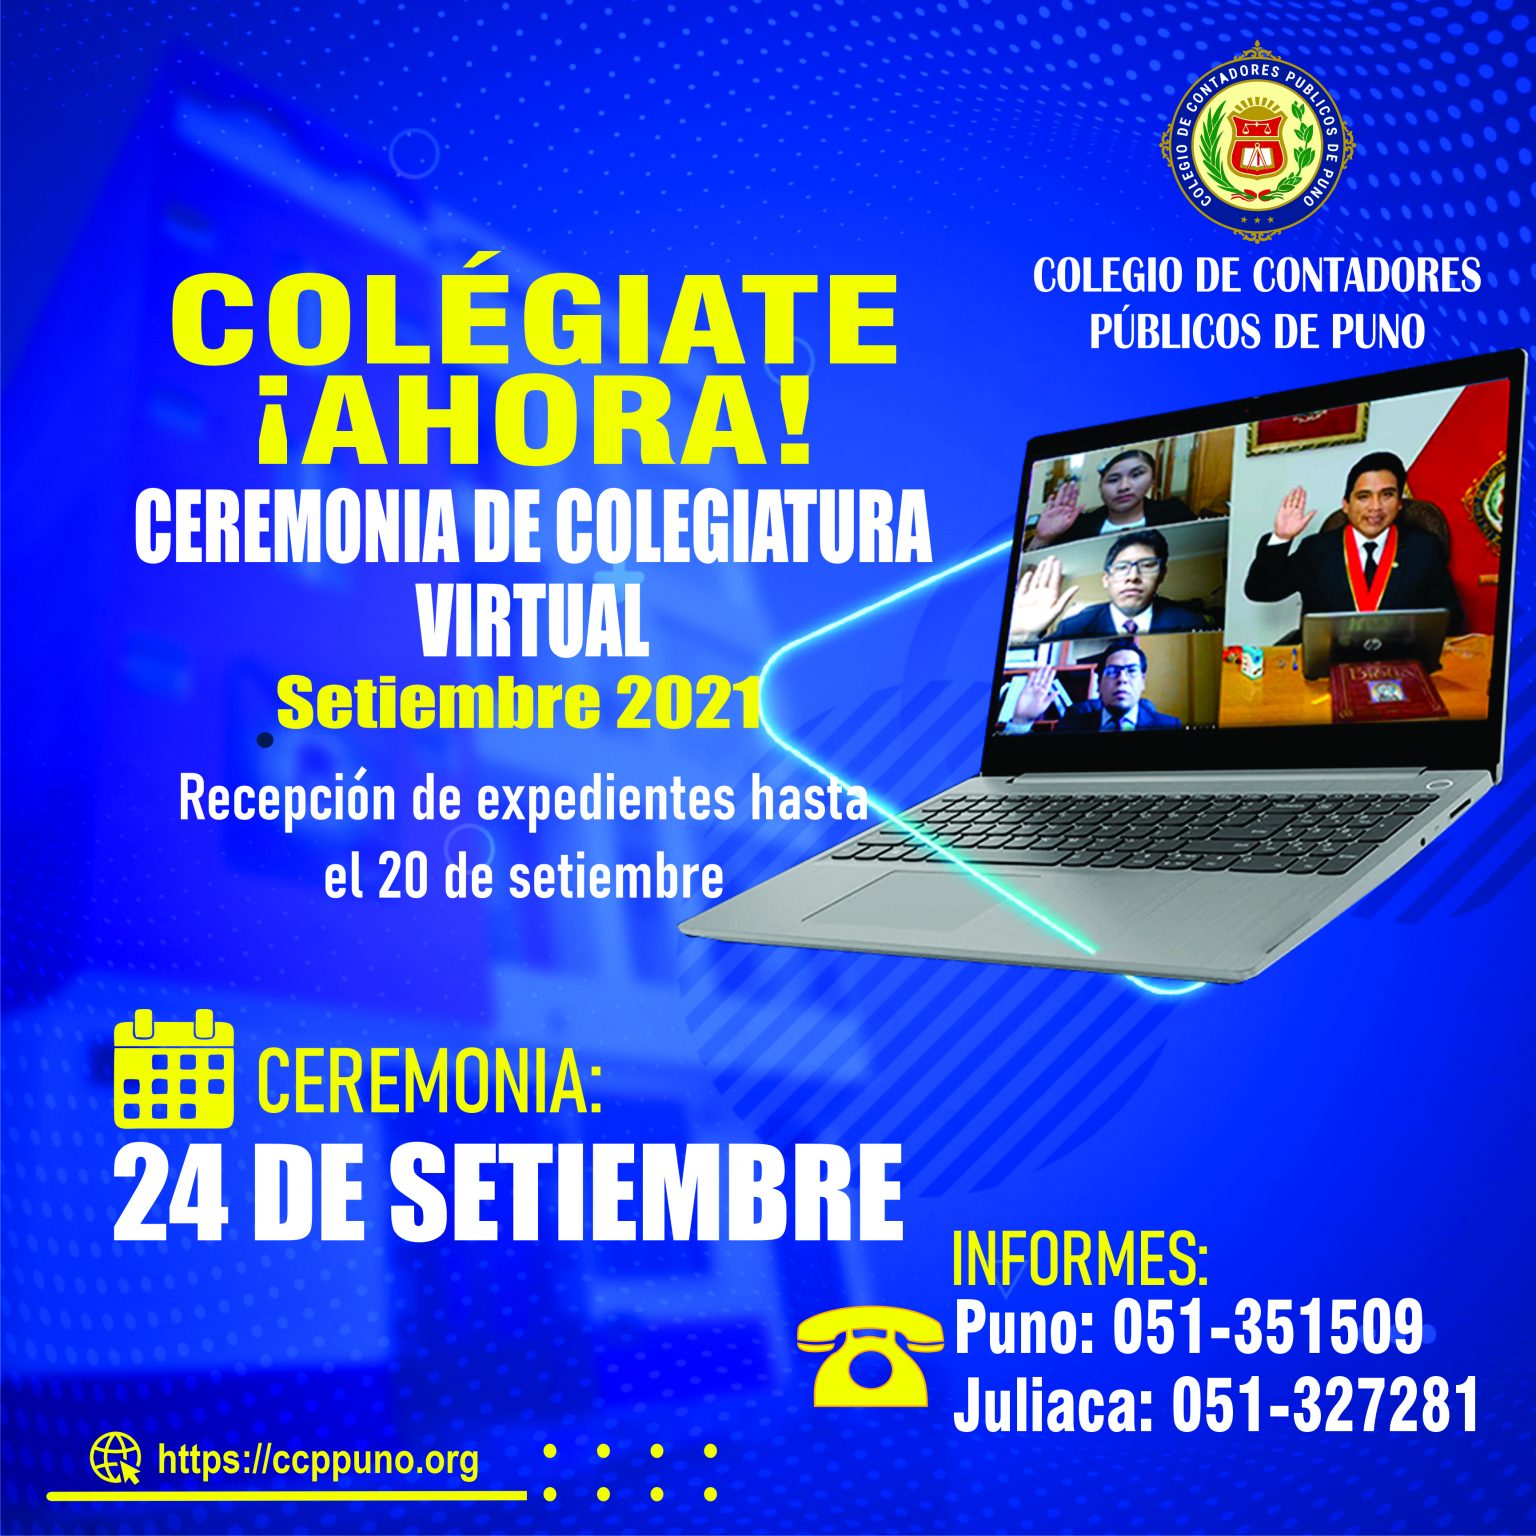 COLEGIO DE CONTADORES PUBLICOS DE PUNO
COLEGIO DE CONTADORES
PÚBLICOS DE PUNO
COLÉGIATE
¡AHORA!
CEREMONIA DE COLEGIATURA
VIRTUAL
Setiembre 2021
Recepción de expedientes hasta
el 20 de setiembre
CEREMONIA:
24 DE SETIEMBRE
INFORMES:
Puno: 051-351509
Juliaca: 051-327281
https://ccppuno.org
hp